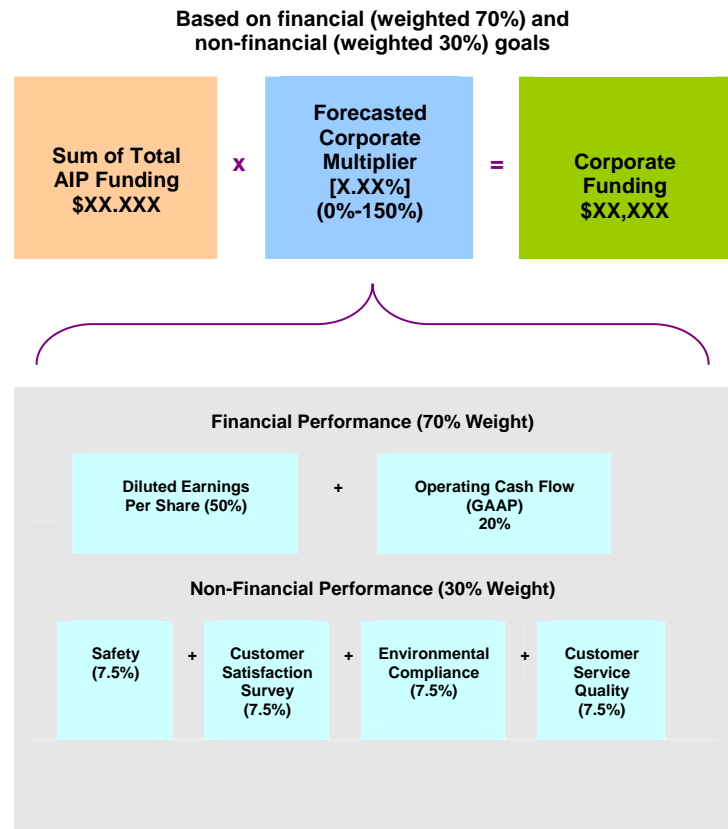 Based on financial (weighted 70%) and
non-financial (weighted 30%) goals
Sum of Total
AIP Funding
$XX.XXX
x
Forecasted
Corporate
Multiplier
[X.XX%]
(0%-150%)
=
Corporate
Funding
$XX,XXX
Financial Performance (70% Weight)
Diluted Earnings
Per Share (50%)
+
Operating Cash Flow
(GAAP)
20%
Non-Financial Performance (30% Weight)
Safety
(7.5%)
+
Customer
Satisfaction
Survey
(7.5%)
+
Environmental
Compliance
(7.5%)
+
Customer
Service
Quality
(7.5%)